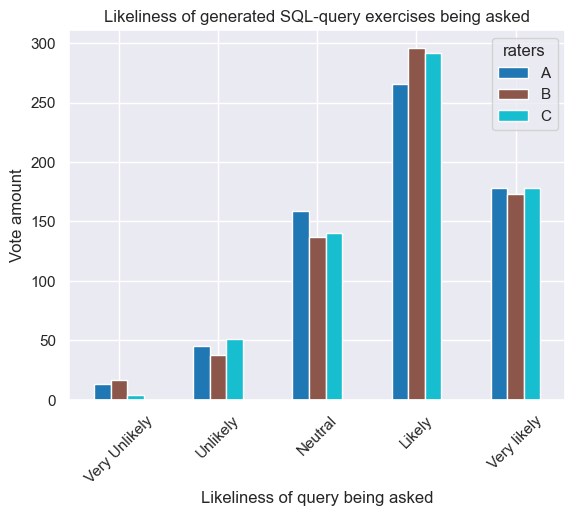 Likeliness of generated SQL-query exercises being asked
raters
A
B
C
Vote amount
300
250
200
150
100
50
0
Very Unlikely
Unlikely
Neutral
Likely
Very likely
Likeliness of query being asked